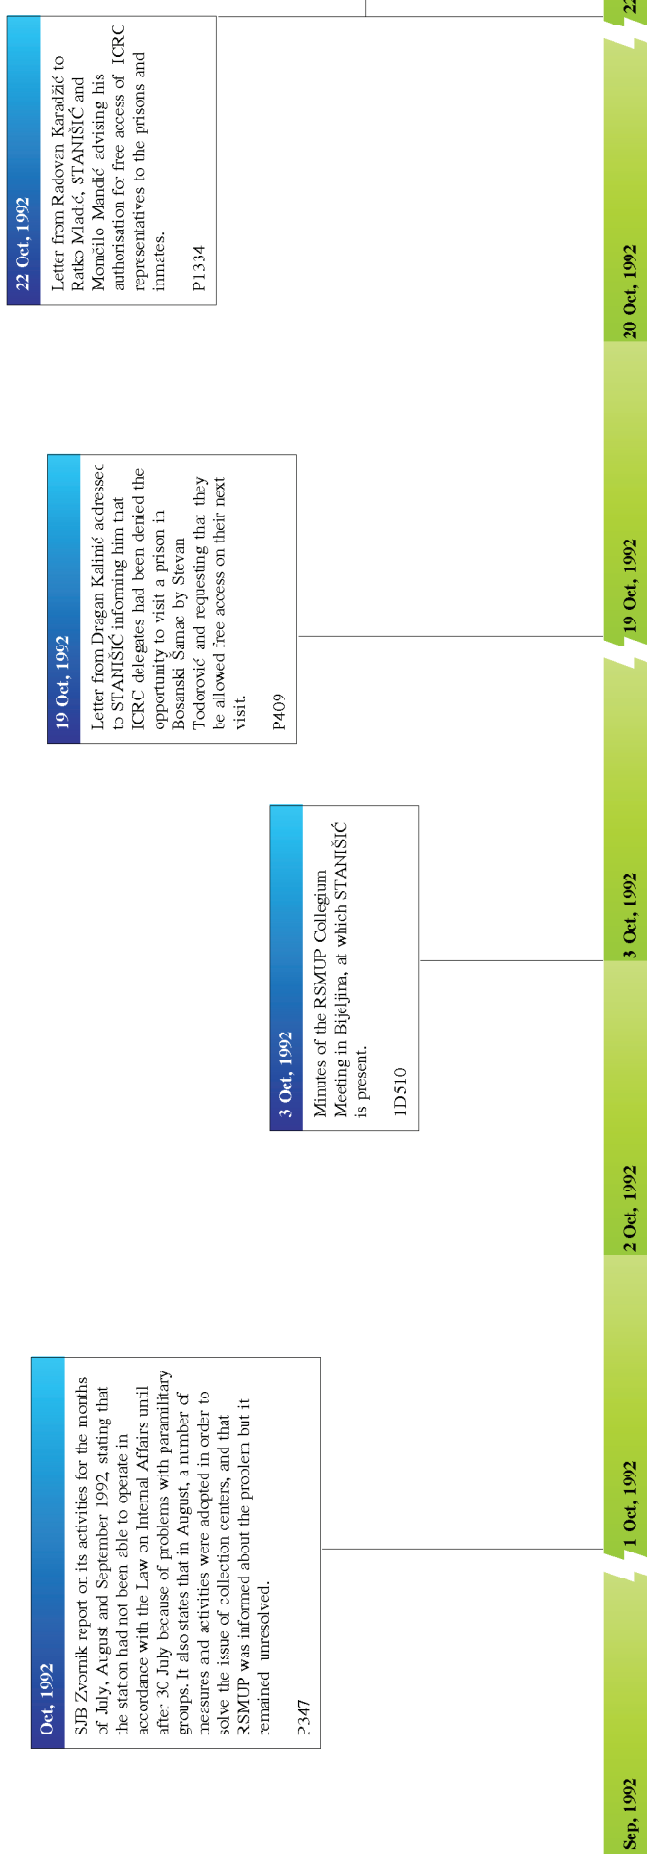 Oct, 1992
SJB Zvornik report on its activities for the months
of July, August and September 1992, stating that
the station had not been able to operate in
accordance with the Law on Internal Affairs until
after 30 July because of problems with paramilitary
groups. It also states that in August, a number of
measures and activities were adopted in order to
solve the issue of collection centers, and that
RSMUP was informed about the problem but it
remained unresolved.
P347
3 Oct, 1992
Minutes of the RSMUP Collegium
Meeting in Bijeljina, at which STANIŠIĆ
is present.
1D510
19 Oct, 1992
Letter from Dragan Kalinić addressed
to STANIŠIĆ informing him that
ICRC delegates had been denied the
opportunity to visit a prison in
Bosanski Šamac by Stevan
Todorović and requesting that they
be allowed free access on their next
visit.
P409
22 Oct, 1992
Letter from Radovan Karadžić to
Ratko Mladić, STANIŠIĆ and
Momčilo Mandić advising his
authorisation for free access of ICRC
representatives to the prisons and
inmates.
P1334
Sep, 1992
1 Oct, 1992
2 Oct, 1992
3 Oct, 1992
19 Oct, 1992
20 Oct, 1992
22